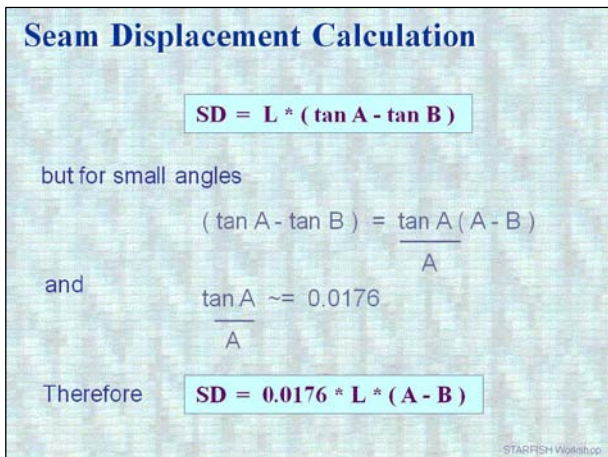 Seam Displacement Calculation
SD = L * ( tan A - tan B )
but for small angles
( tan A - tan B ) = tan A ( A - B )
A
and
tan A ~= 0.0176
A
Therefore
SD = 0.0176 * L * ( A - B )
STARFISH Workshop